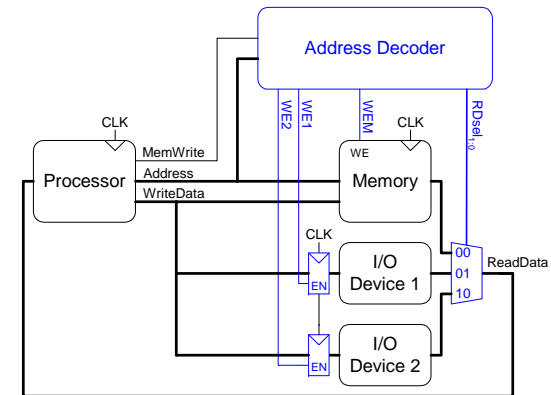 Address Decoder
CLK
WE2
WE1
WEM
CLK
RDsel1:0
MemWrite
WE
Processor
Address
Memory
WriteData
CLK
00
I/O
Device 1
01
ReadData
EN
10
I/O
Device 2
EN